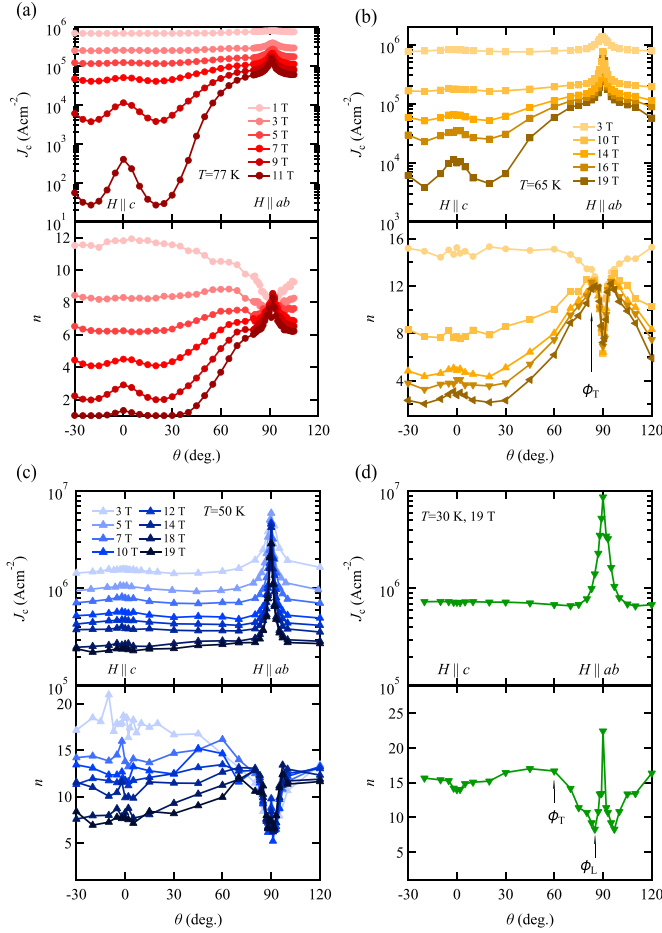 (a)
10^6
10^5
10^4
10^3
10^2
10^1
J_c (Acm^-2)
1 T
3 T
5 T
7 T
9 T
11 T
T=77 K
H || c
H || ab
12
10
8
6
4
2
n
-30 0 30 60 90 120
θ (deg.)
(b)
10^6
10^5
10^4
10^3
J_c (Acm^-2)
3 T
10 T
14 T
16 T
19 T
T=65 K
H || c
H || ab
16
12
8
4
n
ϕ_T
-30 0 30 60 90 120
θ (deg.)
(c)
10^7
10^6
10^5
J_c (Acm^-2)
3 T 12 T
5 T 14 T
7 T 18 T
10 T 19 T
T=50 K
H || c
H || ab
20
15
10
5
n
-30 0 30 60 90 120
θ (deg.)
(d)
10^7
10^6
10^5
J_c (Acm^-2)
T=30 K, 19 T
H || c
H || ab
25
20
15
10
5
n
ϕ_T
ϕ_L
-30 0 30 60 90 120
θ (deg.)